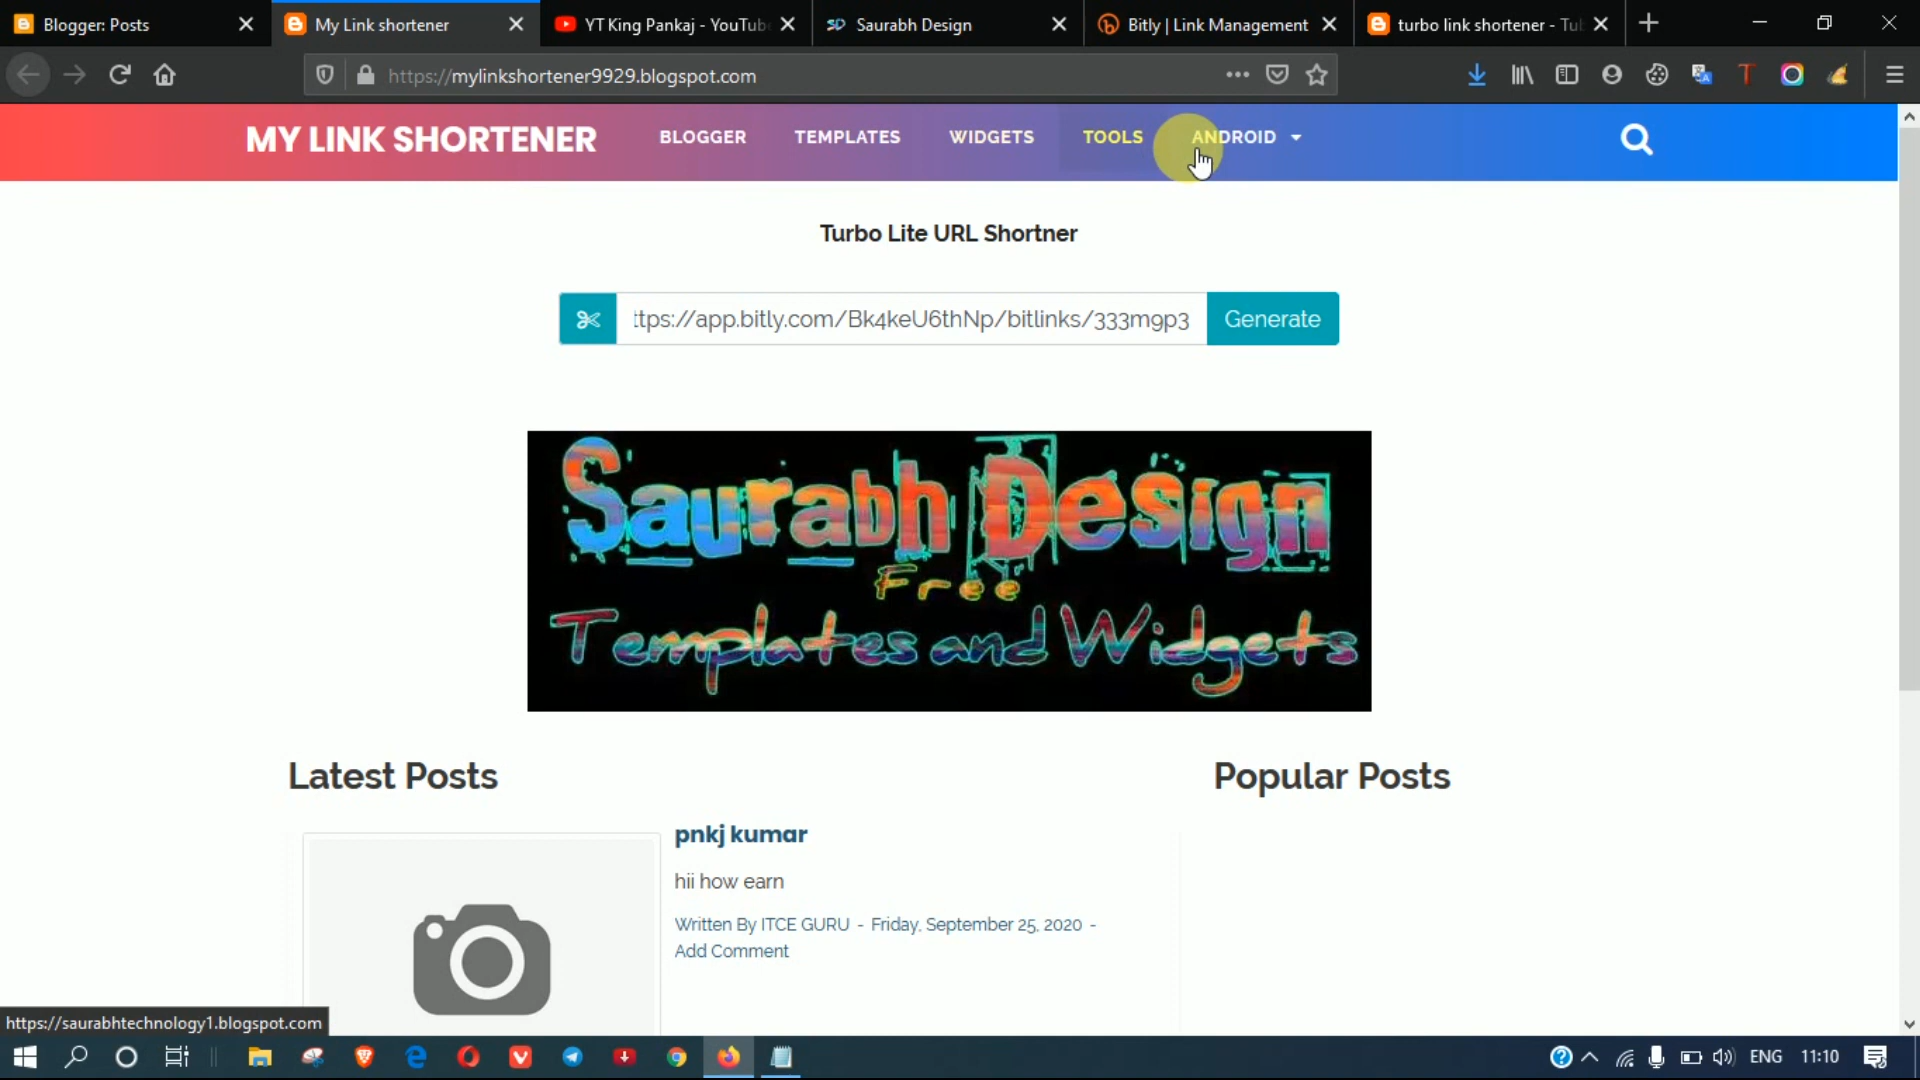 Blogger: Posts
My Link shortener
YT King Pankaj - YouTub
Saurabh Design
Bitly | Link Management
turbo link shortener - Tu
https://mylinkshortener9929.blogspot.com
MY LINK SHORTENER
BLOGGER
TEMPLATES
WIDGETS
TOOLS
ANDROID
Turbo Lite URL Shortner
ttps://app.bitly.com/Bk4keU6thNp/bitlinks/333m9p3
Generate
Saurabh Design
Free
Templates and Widgets
Latest Posts
Popular Posts
pnkj kumar
hii how earn
Written By ITCE GURU - Friday, September 25, 2020 -
Add Comment
https://saurabhtechnology1.blogspot.com
ENG
11:10